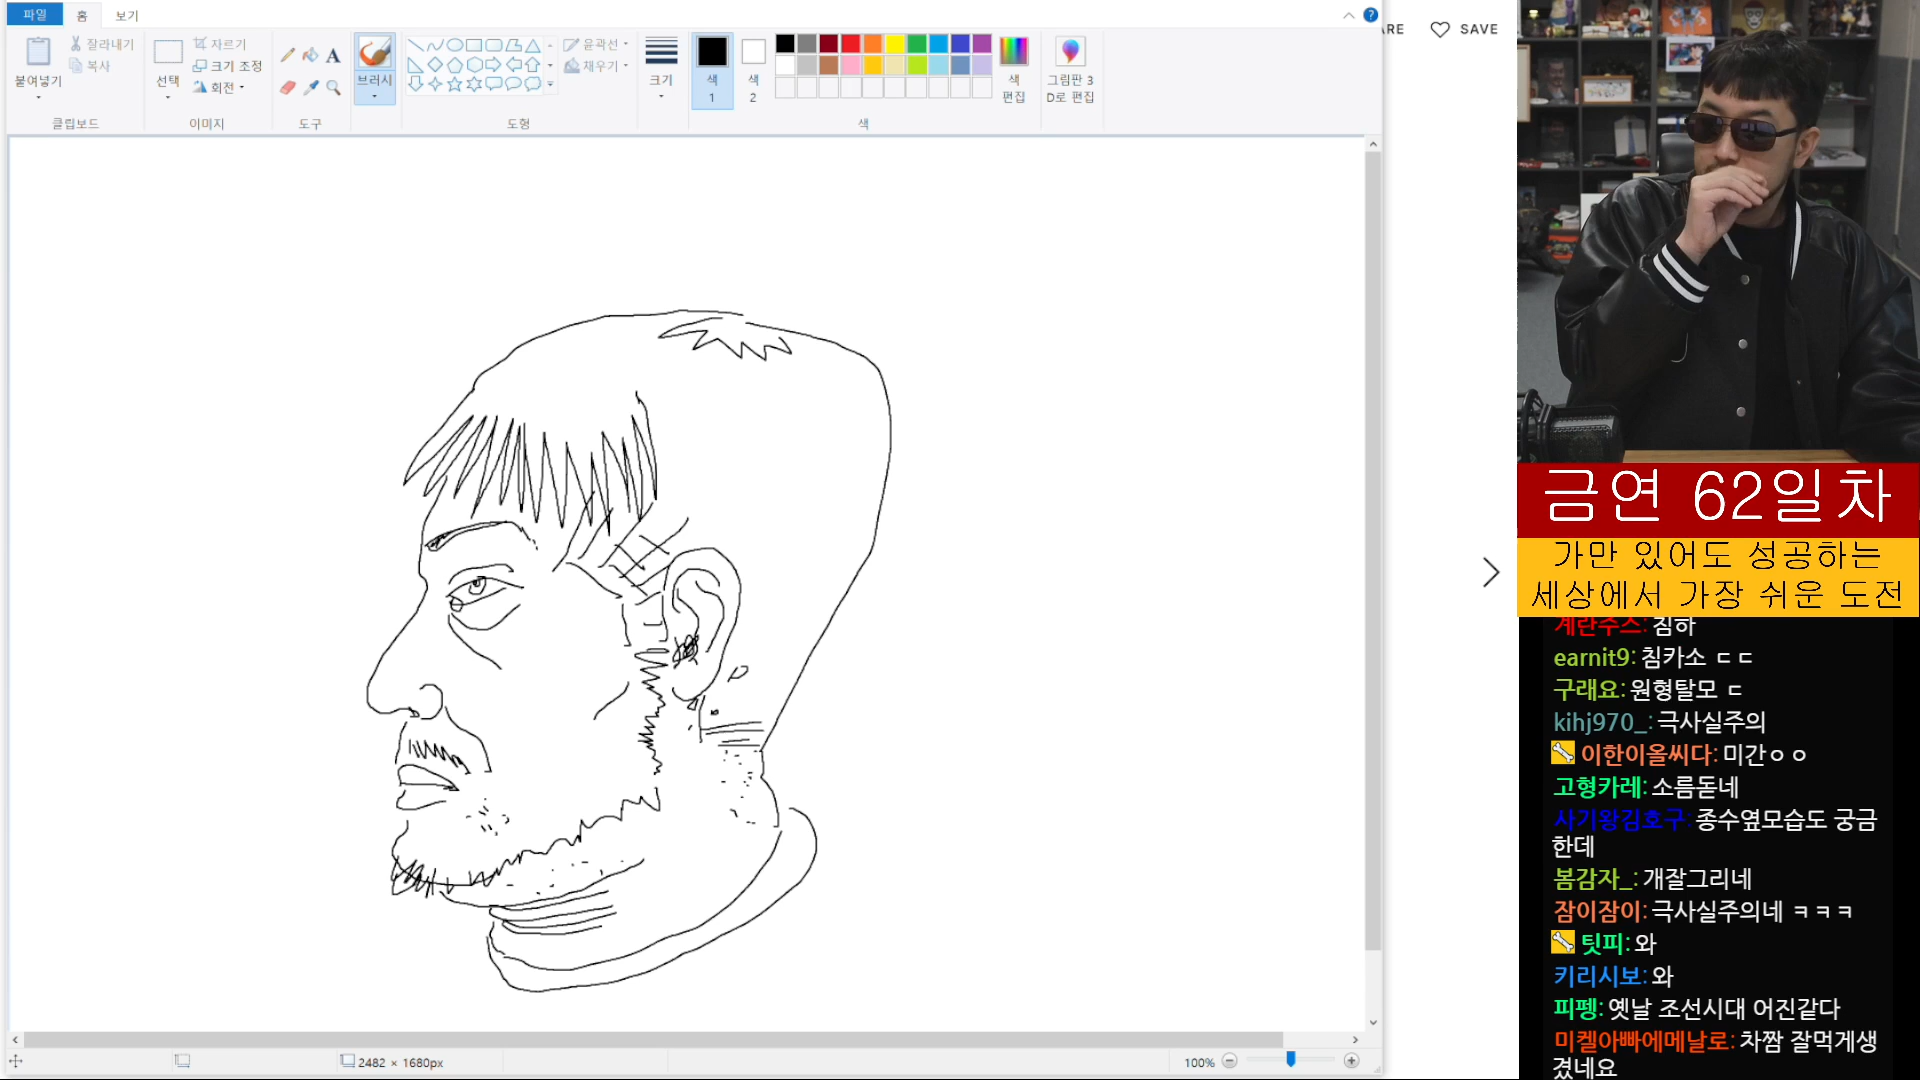 파일 홈 보기
RE SAVE
붙여넣기
잘라내기
복사
클립보드
선택
자르기
크기 조정
회전
이미지
A
도구
브러시
윤곽선
채우기
도형
크기
색
1
색
2
색
편집
그림판 3
D로 편집
색
금연 62일차
가만 있어도 성공하는
세상에서 가장 쉬운 도전
계란주스: 침하
earnit9: 침카소 ㄷㄷ
구래요: 원형탈모 ㄷ
kihj970_: 극사실주의
이한이올씨다: 미간ㅇㅇ
고형카레: 소름돋네
사기왕김호구: 종수옆모습도 궁금
한데
봄감자_: 개잘그리네
잠이잠이: 극사실주의네 ㅋㅋㅋ
팃피: 와
키리시보: 와
피펭: 옛날 조선시대 어진같다
미켈아빠에메날로: 차짬 잘먹게생
겼네요
2482 × 1680px
100%